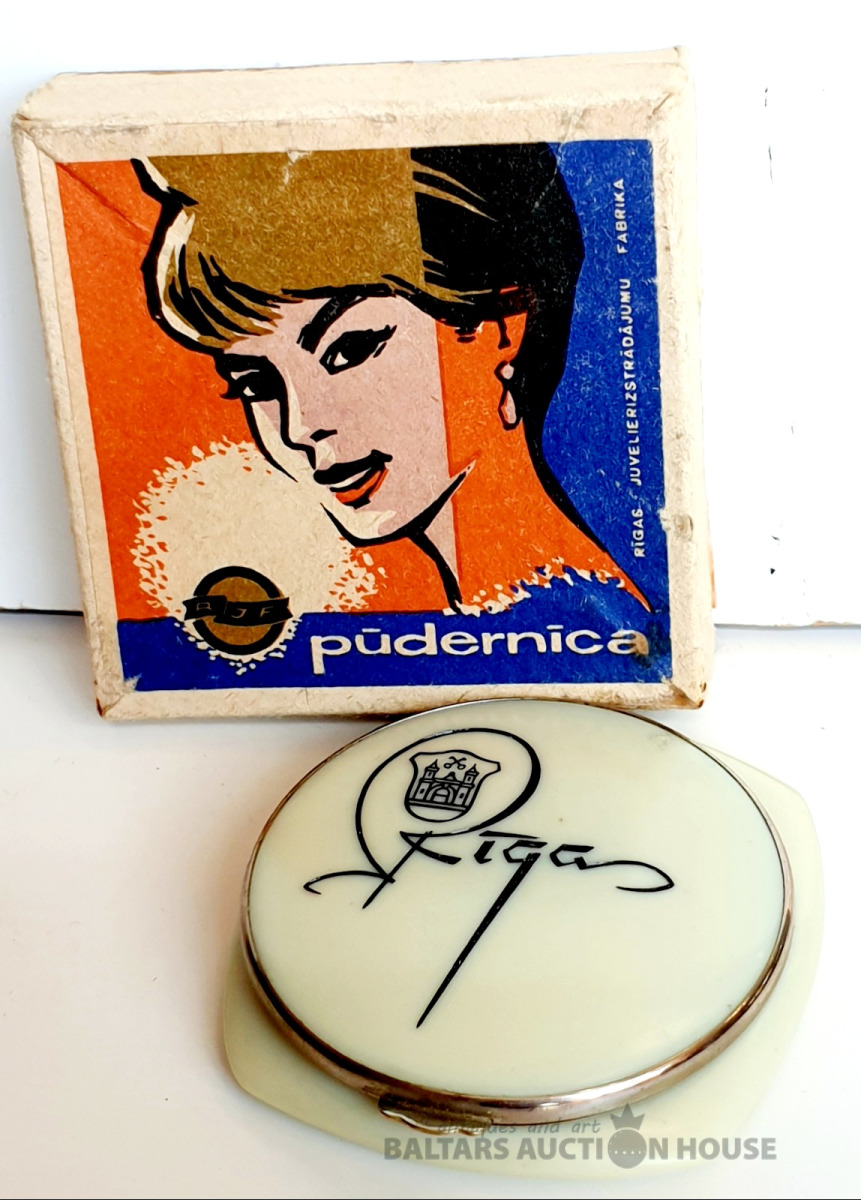 RĪGAS JUVELIERIZSTRĀDĀJUMU FABRIKA
RJF
pūdernīca
Rīga
antiques and art
BALTARS AUCTION HOUSE